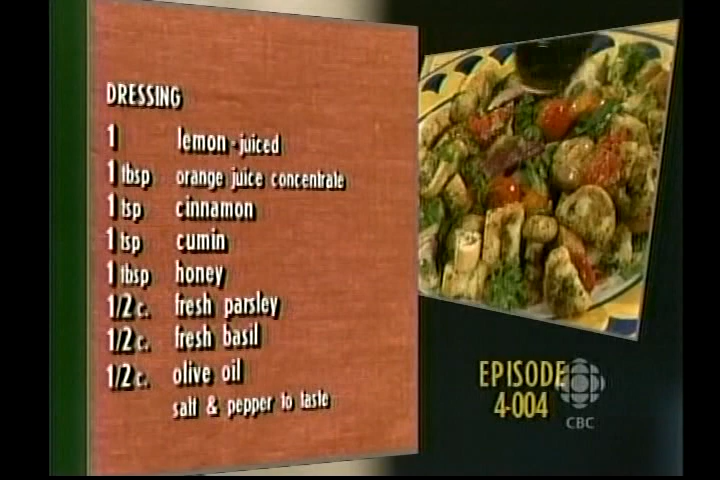 DRESSING
1 lemon - juiced
1 tbsp orange juice concentrate
1 tsp cinnamon
1 tsp cumin
1 tbsp honey
1/2 c. fresh parsley
1/2 c. fresh basil
1/2 c. olive oil
salt & pepper to taste
EPISODE
4-004
CBC